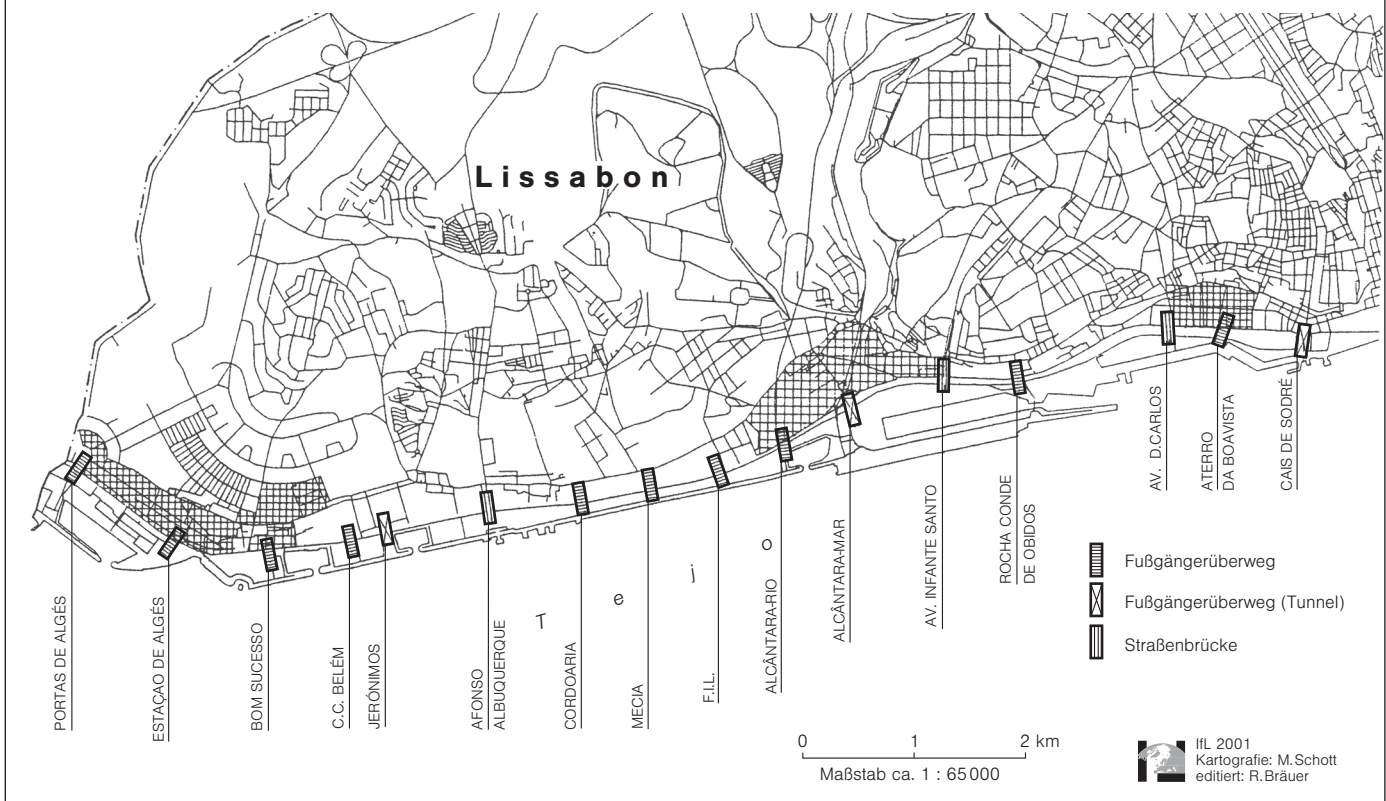 Lissabon
Tejo
PORTAS DE ALGÉS
ESTAÇAO DE ALGÉS
BOM SUCESSO
C.C. BELÉM
JERÓNIMOS
AFONSO
ALBUQUERQUE
CORDOARIA
MECIA
F.I.L.
ALCÂNTARA-RIO
ALCÂNTARA-MAR
AV. INFANTE SANTO
ROCHA CONDE
DE OBIDOS
AV. D.CARLOS
ATERRO
DA BOAVISTA
CAIS DE SODRÉ
Fußgängerüberweg
Fußgängerüberweg (Tunnel)
Straßenbrücke
0 1 2 km
Maßstab ca. 1 : 65000
IfL 2001
Kartografie: M.Schott
editiert: R.Bräuer